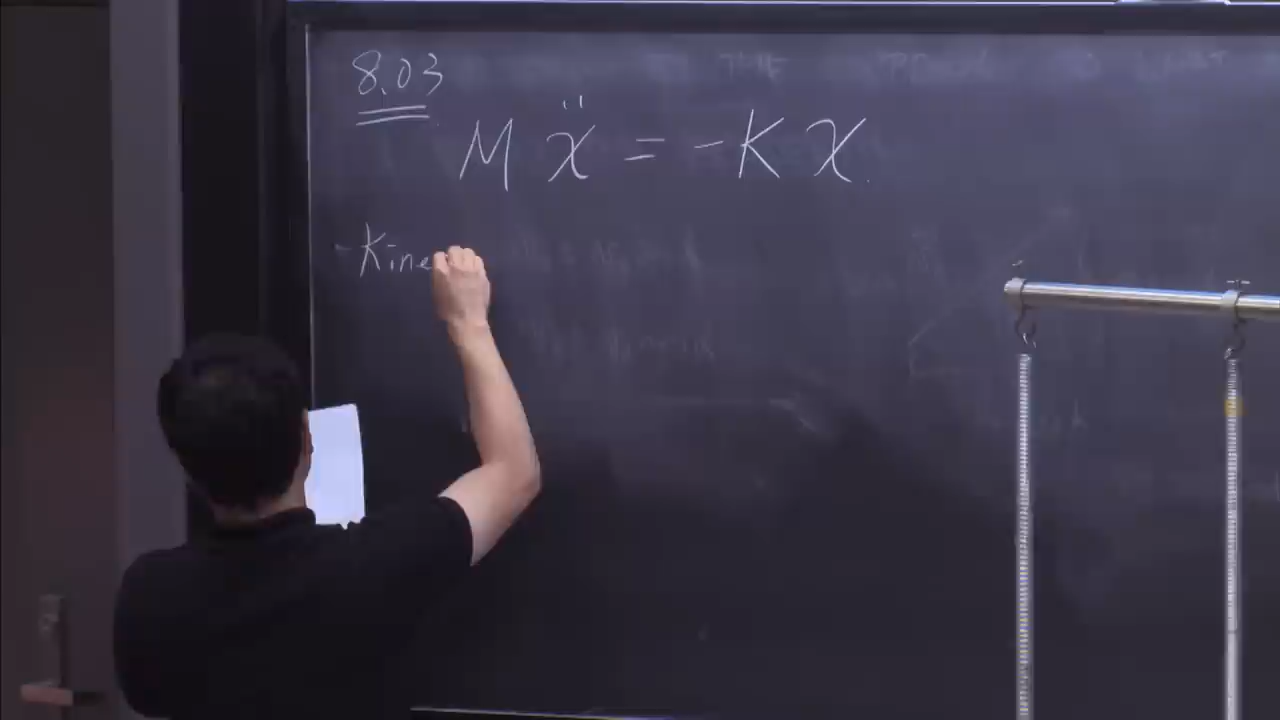 8.03
M ẍ = -K x
- Kine